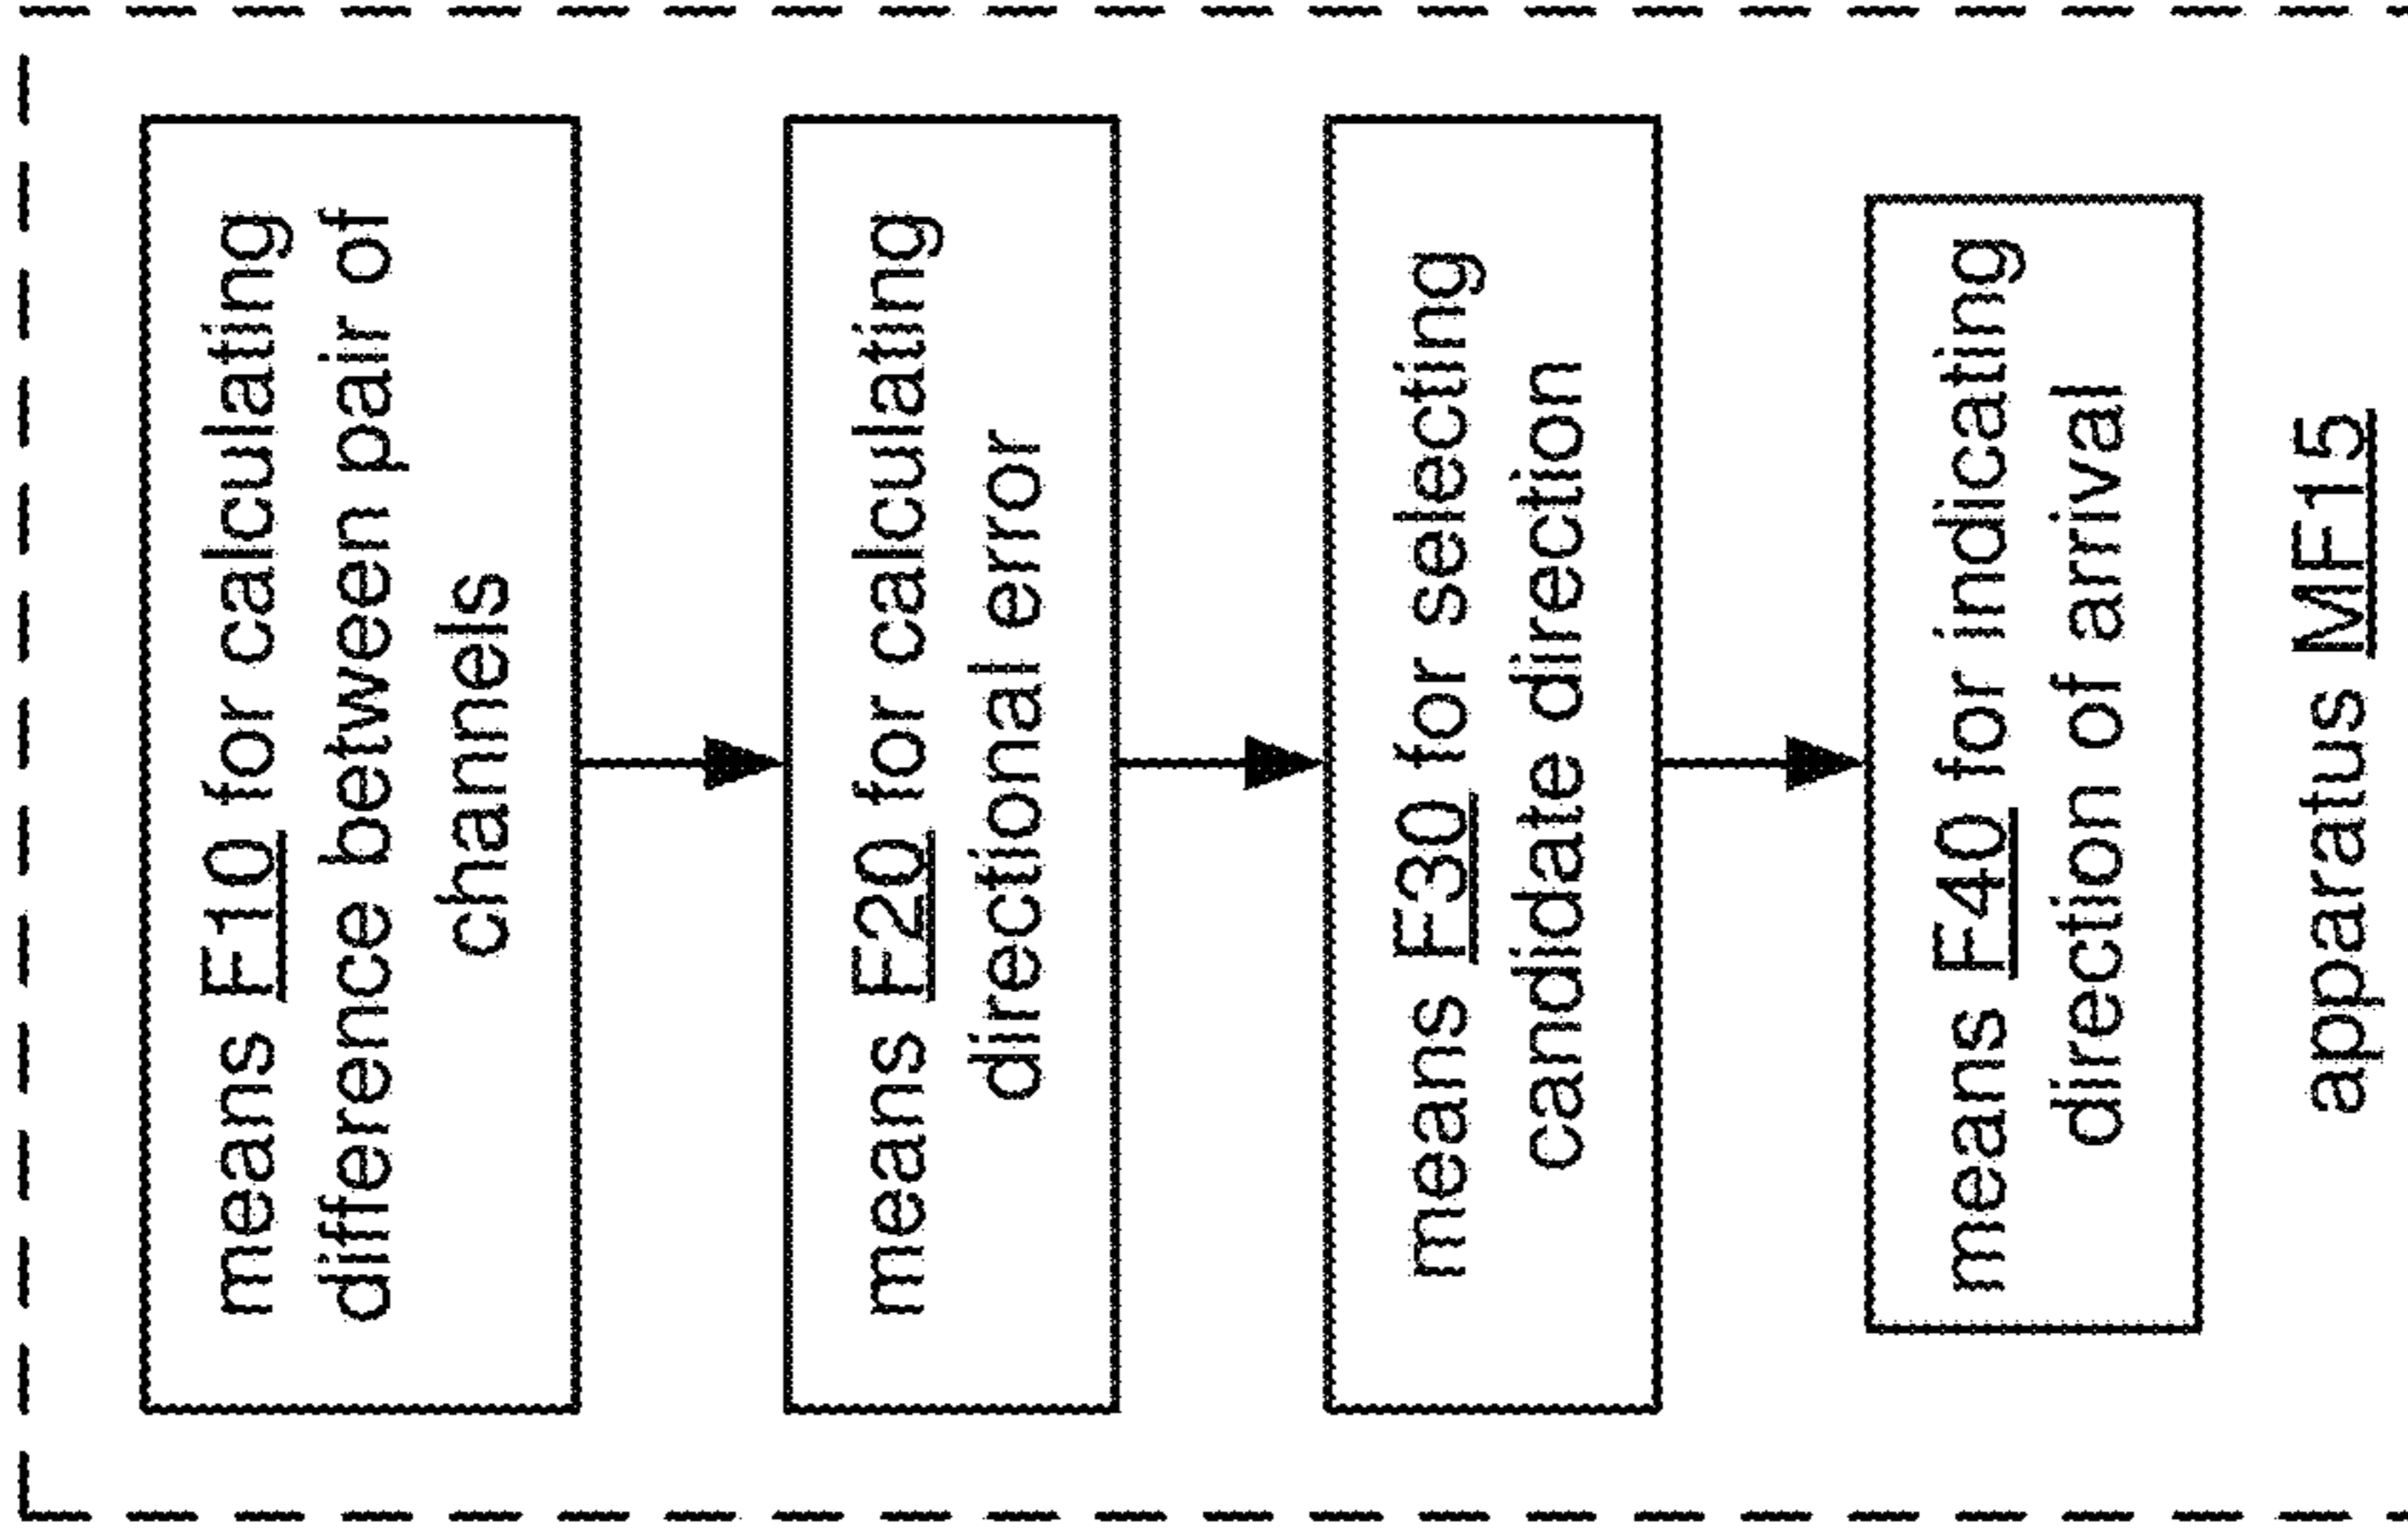 means F10 for calculating
difference between pair of
channels
means F20 for calculating
directional error
means F30 for selecting
candidate direction
means F40 for indicating
direction of arrival
apparatus MF15